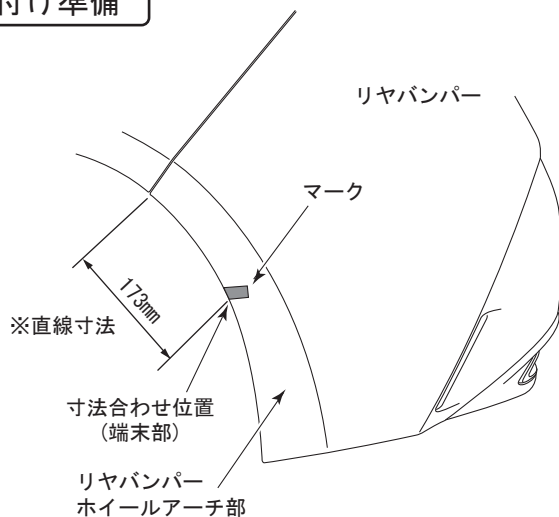 付け準備
リヤバンパー
マーク
173mm
※直線寸法
寸法合わせ位置
(端末部)
リヤバンパー
ホイールアーチ部